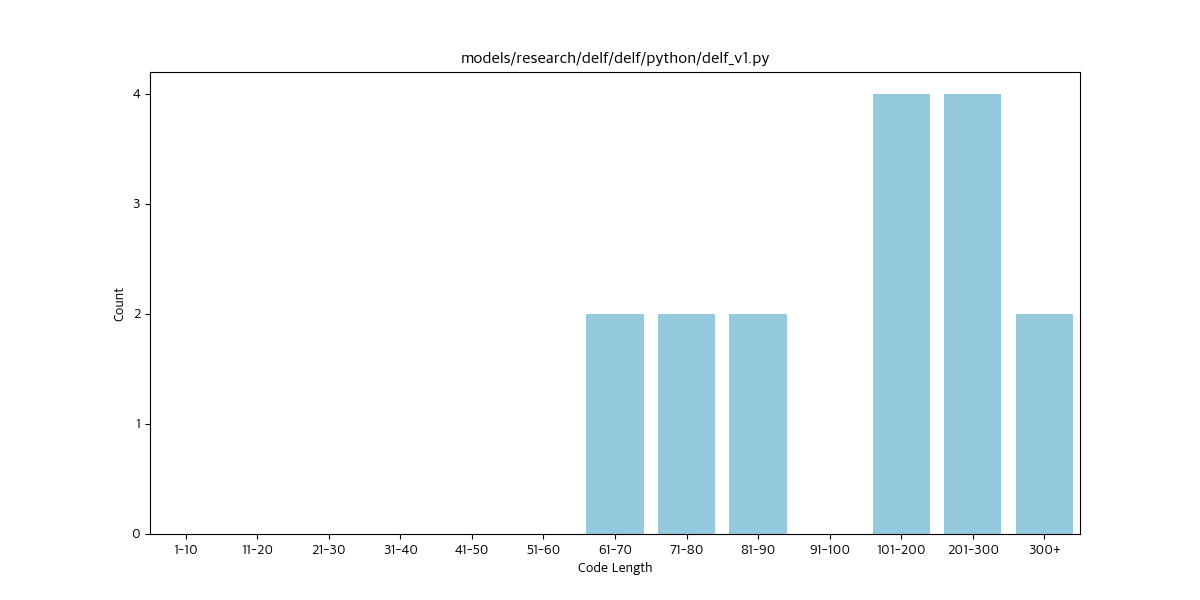 models/research/delf/delf/python/delf_v1.py
Count
4
3
2
1
0
1-10 11-20 21-30 31-40 41-50 51-60 61-70 71-80 81-90 91-100 101-200 201-300 300+
Code Length